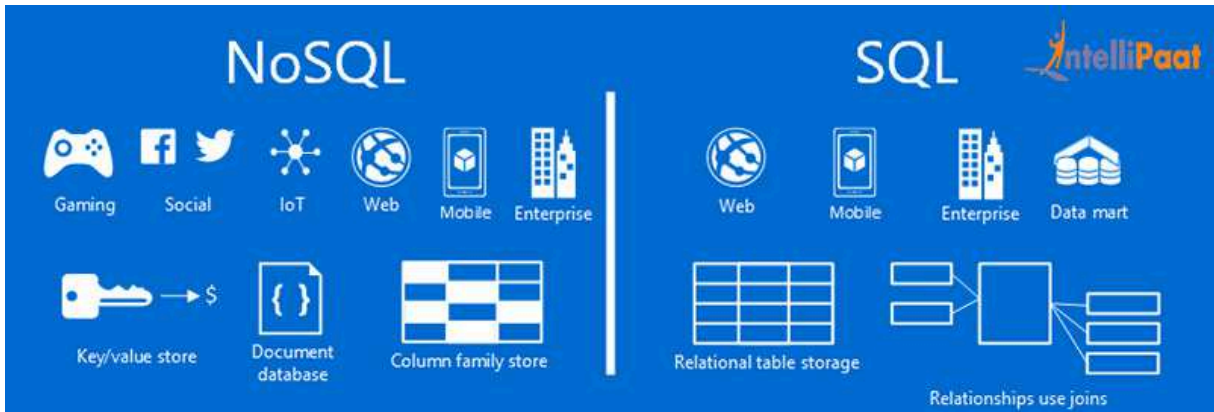 NoSQL
SQL
IntelliPaat
Gaming
Social
IoT
Web
Mobile
Enterprise
Web
Mobile
Enterprise
Data mart
{ }
$
Key/value store
Document
database
Column family store
Relational table storage
Relationships use joins